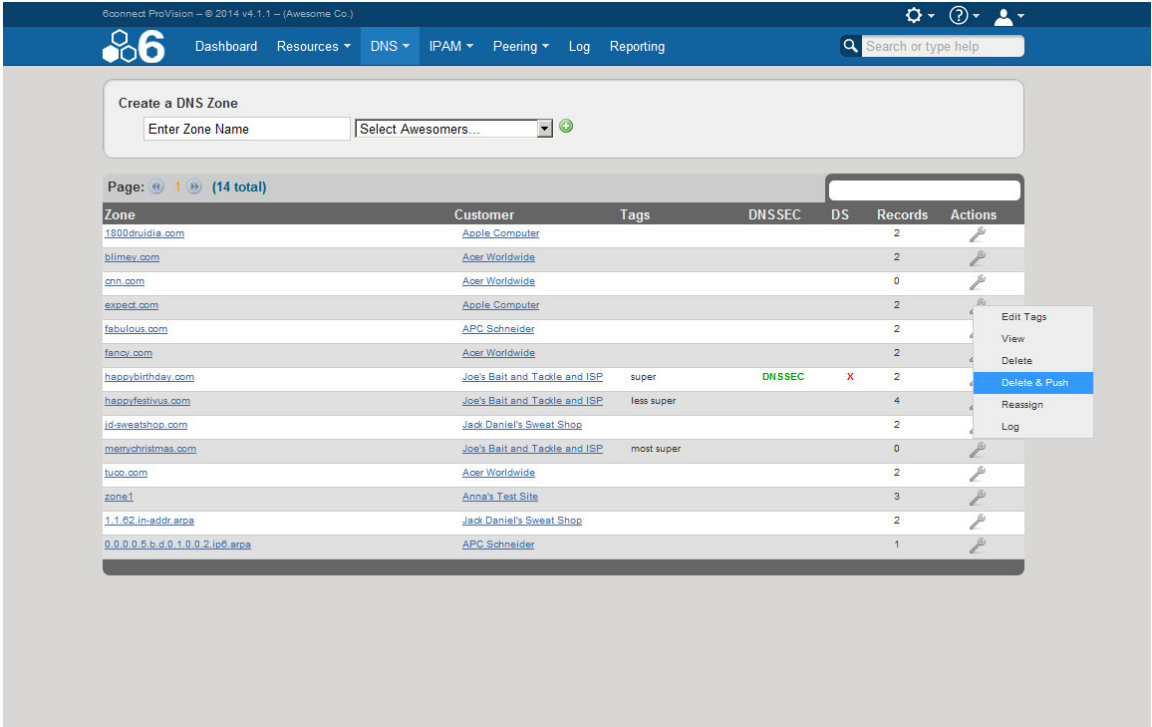 6connect ProVision – © 2014 v4.1.1 – (Awesome Co.)
6 Dashboard Resources DNS IPAM Peering Log Reporting Search or type help
Create a DNS Zone
Enter Zone Name Select Awesomers...
Page: 1 (14 total)
Zone Customer Tags DNSSEC DS Records Actions
1800druidia.com Apple Computer 2
blimey.com Acer Worldwide 2
cnn.com Acer Worldwide 0
expect.com Apple Computer 2
Edit Tags
fabulous.com APC Schneider 2
View
fancy.com Acer Worldwide 2
Delete
happybirthday.com Joe's Bait and Tackle and ISP super DNSSEC X 2
Delete & Push
happyfestivus.com Joe's Bait and Tackle and ISP less super 4
Reassign
jd-sweatshop.com Jack Daniel's Sweat Shop 2
Log
merrychristmas.com Joe's Bait and Tackle and ISP most super 0
tuco.com Acer Worldwide 2
zone1 Anna's Test Site 3
1.1.62.in-addr.arpa Jack Daniel's Sweat Shop 2
0.0.0.0.5.b.d.0.1.0.0.2.ip6.arpa APC Schneider 1